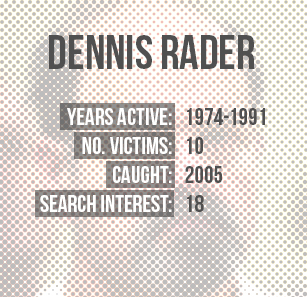 DENNIS RADER
YEARS ACTIVE: 1974-1991
NO. VICTIMS: 10
CAUGHT: 2005
SEARCH INTEREST: 18